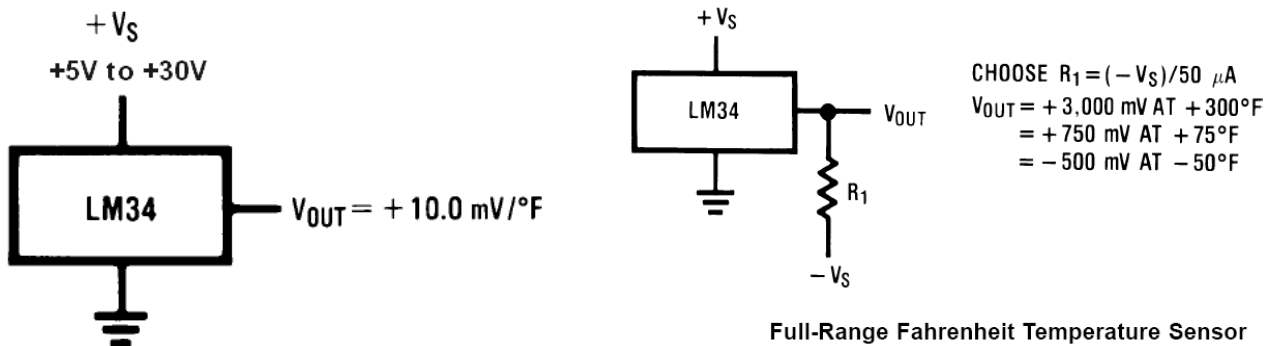 +VS
+5V to +30V
LM34
VOUT = +10.0 mV/°F
+VS
LM34
VOUT
R1
−VS
CHOOSE R1 = (−VS)/50 μA
VOUT = +3,000 mV AT +300°F
= +750 mV AT +75°F
= −500 mV AT −50°F
Full-Range Fahrenheit Temperature Sensor